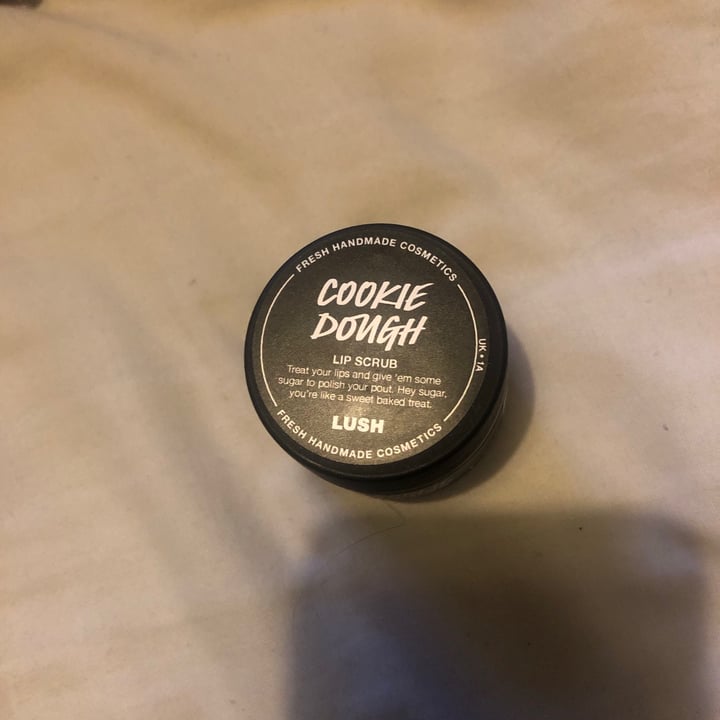 FRESH HANDMADE COSMETICS
COOKIE
DOUGH
LIP SCRUB
Treat your lips and give 'em some
sugar to polish your pout. Hey sugar,
you're like a sweet baked treat.
LUSH
FRESH HANDMADE COSMETICS
UK • 1A